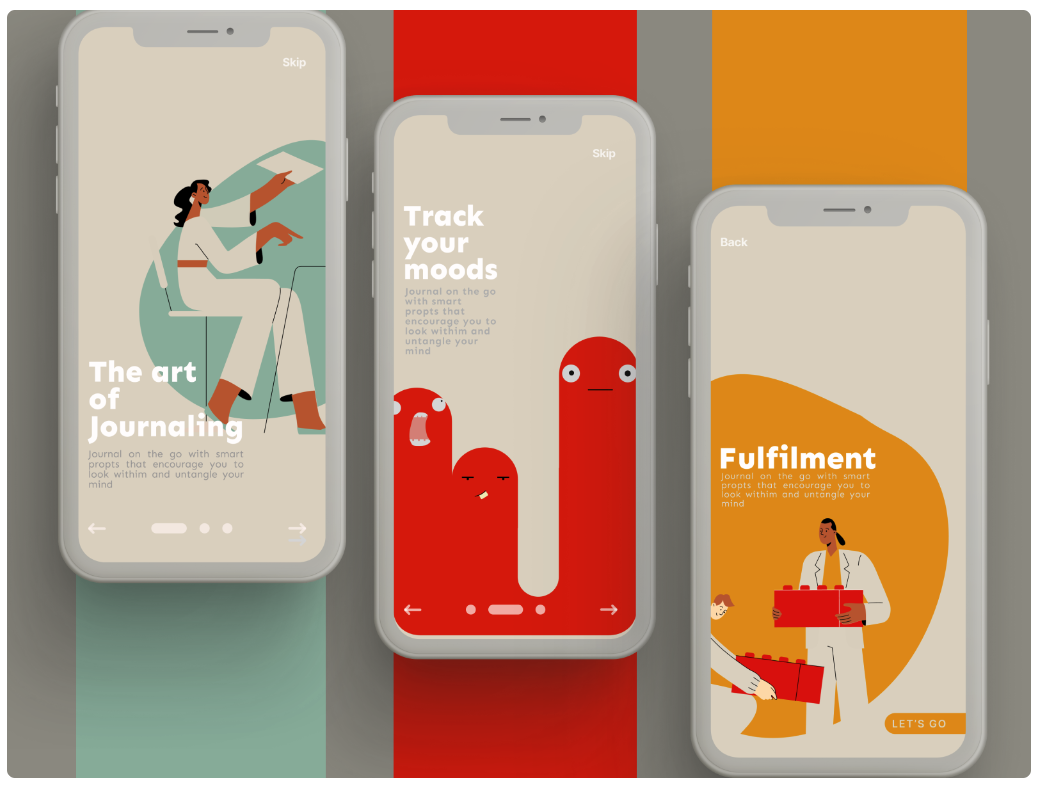 Skip
The art
of
Journaling
Journal on the go with smart
propts that encourage you to
look withim and untangle your
mind
Skip
Track
your
moods
Journal on the go
with smart
propts that
encourage you to
look withim and
untangle your
mind
Back
Fulfilment
Journal on the go with smart
propts that encourage you to
look withim and untangle your
mind
LET'S GO